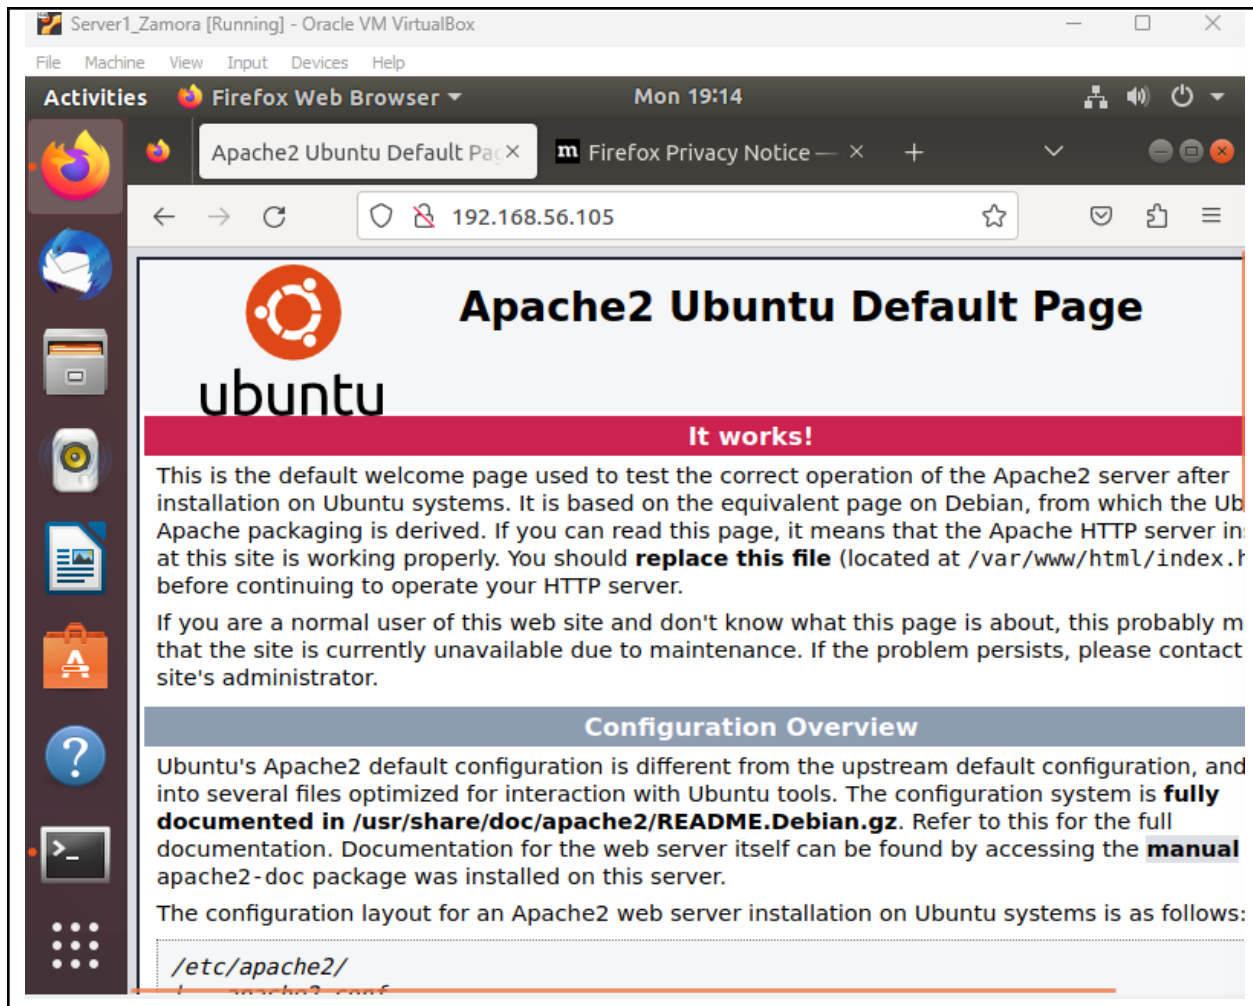 Server1_Zamora [Running] - Oracle VM VirtualBox
File Machine View Input Devices Help
Activities Firefox Web Browser Mon 19:14
Apache2 Ubuntu Default Pag Firefox Privacy Notice —
192.168.56.105
ubuntu
Apache2 Ubuntu Default Page
It works!
This is the default welcome page used to test the correct operation of the Apache2 server after
installation on Ubuntu systems. It is based on the equivalent page on Debian, from which the Ub
Apache packaging is derived. If you can read this page, it means that the Apache HTTP server in
at this site is working properly. You should replace this file (located at /var/www/html/index.h
before continuing to operate your HTTP server.
If you are a normal user of this web site and don't know what this page is about, this probably m
that the site is currently unavailable due to maintenance. If the problem persists, please contact
site's administrator.
Configuration Overview
Ubuntu's Apache2 default configuration is different from the upstream default configuration, and
into several files optimized for interaction with Ubuntu tools. The configuration system is fully
documented in /usr/share/doc/apache2/README.Debian.gz. Refer to this for the full
documentation. Documentation for the web server itself can be found by accessing the manual
apache2-doc package was installed on this server.
The configuration layout for an Apache2 web server installation on Ubuntu systems is as follows:
/etc/apache2/
apache2.conf